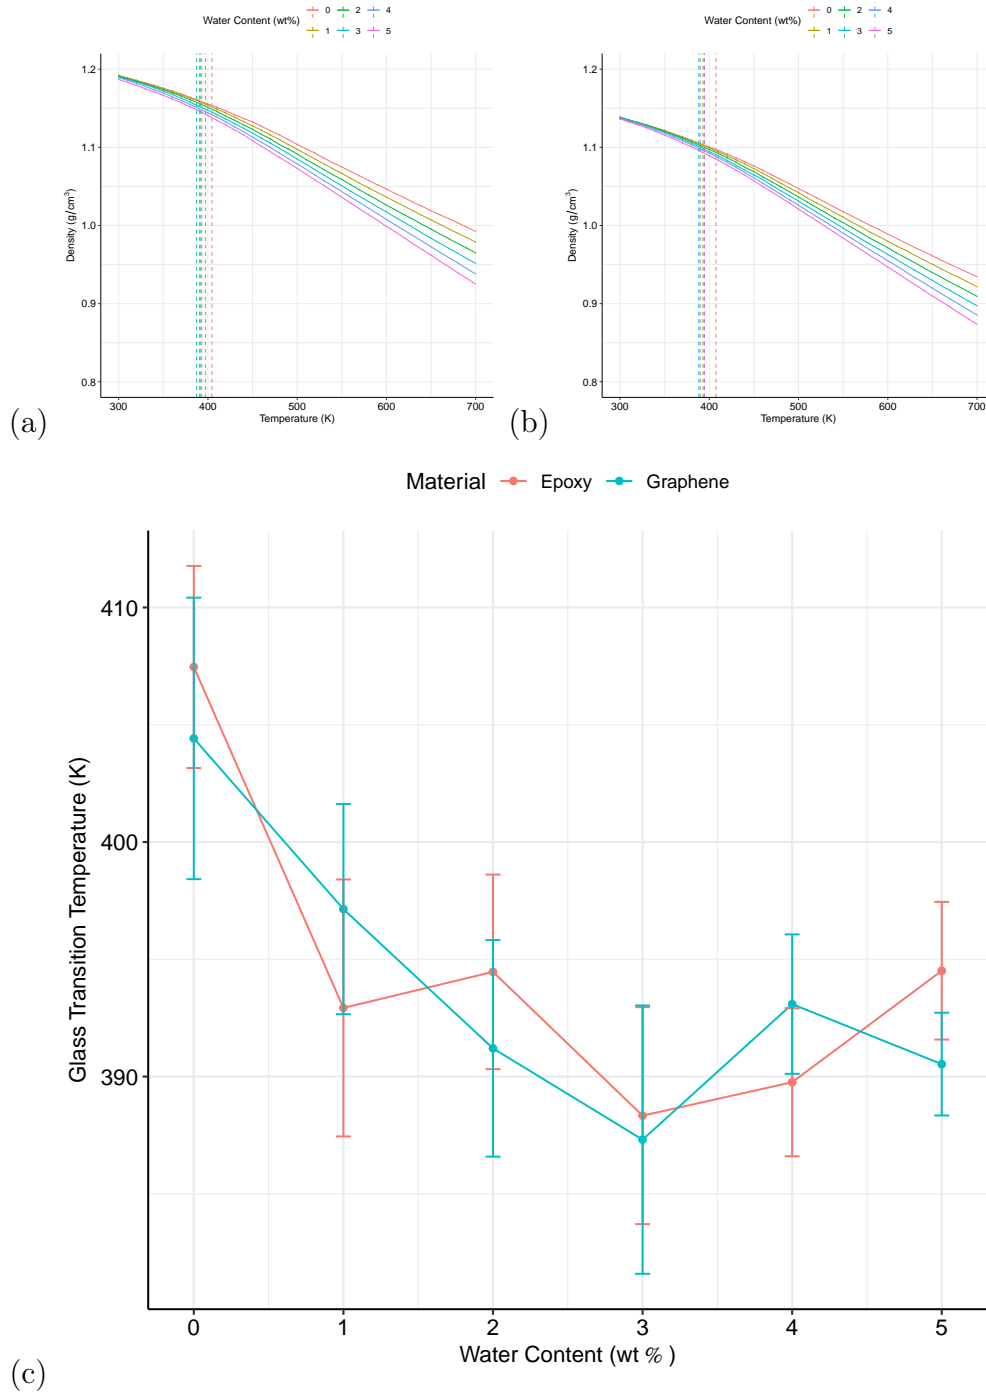 Water Content (wt%) 0 2 4
1 3 5
Density (g/cm³)
1.2
1.1
1.0
0.9
0.8
300 400 500 600 700
Temperature (K)
(a)
Water Content (wt%) 0 2 4
1 3 5
Density (g/cm³)
1.2
1.1
1.0
0.9
0.8
300 400 500 600 700
Temperature (K)
(b)
Material Epoxy Graphene
Glass Transition Temperature (K)
410
400
390
0 1 2 3 4 5
Water Content (wt % )
(c)